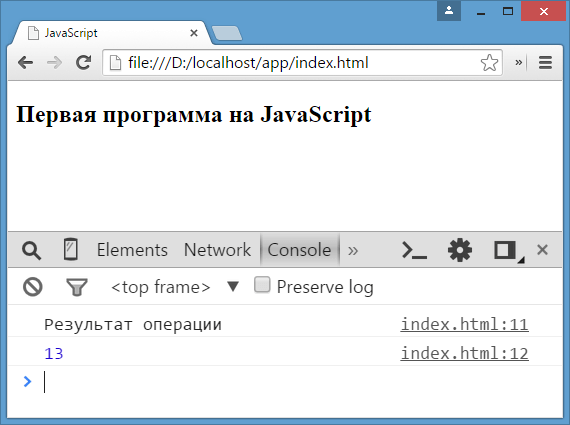 JavaScript
file:///D:/localhost/app/index.html
Первая программа на JavaScript
Elements Network Console »
<top frame> Preserve log
Результат операции index.html:11
13 index.html:12